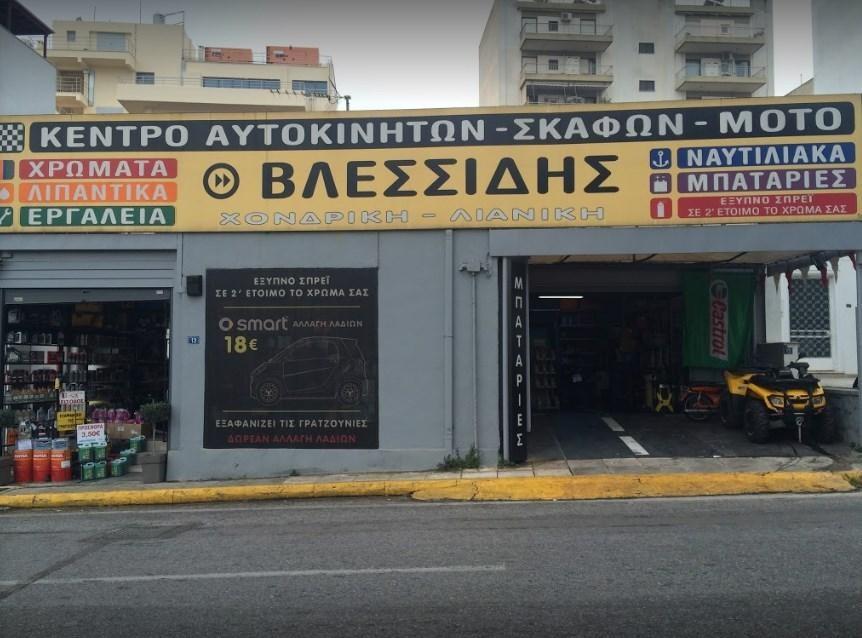 ΚΕΝΤΡΟ ΑΥΤΟΚΙΝΗΤΩΝ - ΣΚΑΦΩΝ - ΜΟΤΟ
ΧΡΩΜΑΤΑ
ΛΙΠΑΝΤΙΚΑ
ΕΡΓΑΛΕΙΑ
ΒΛΕΣΣΙΔΗΣ
ΧΟΝΔΡΙΚΗ - ΛΙΑΝΙΚΗ
ΝΑΥΤΙΛΙΑΚΑ
ΜΠΑΤΑΡΙΕΣ
ΕΞΥΠΝΟ ΣΠΡΕΪ
ΣΕ 2' ΕΤΟΙΜΟ ΤΟ ΧΡΩΜΑ ΣΑΣ
ΕΞΥΠΝΟ ΣΠΡΕΪ
ΣΕ 2' ΕΤΟΙΜΟ ΤΟ ΧΡΩΜΑ ΣΑΣ
smart ΑΛΛΑΓΗ ΛΑΔΙΩΝ
18€
ΕΞΑΦΑΝΙΖΕΙ ΤΙΣ ΓΡΑΤΖΟΥΝΙΕΣ
ΔΩΡΕΑΝ ΑΛΛΑΓΗ ΛΑΔΙΩΝ
ΜΠΑΤΑΡΙΕΣ
Castrol
ΠΡΟΣΦΟΡΑ
3,50€